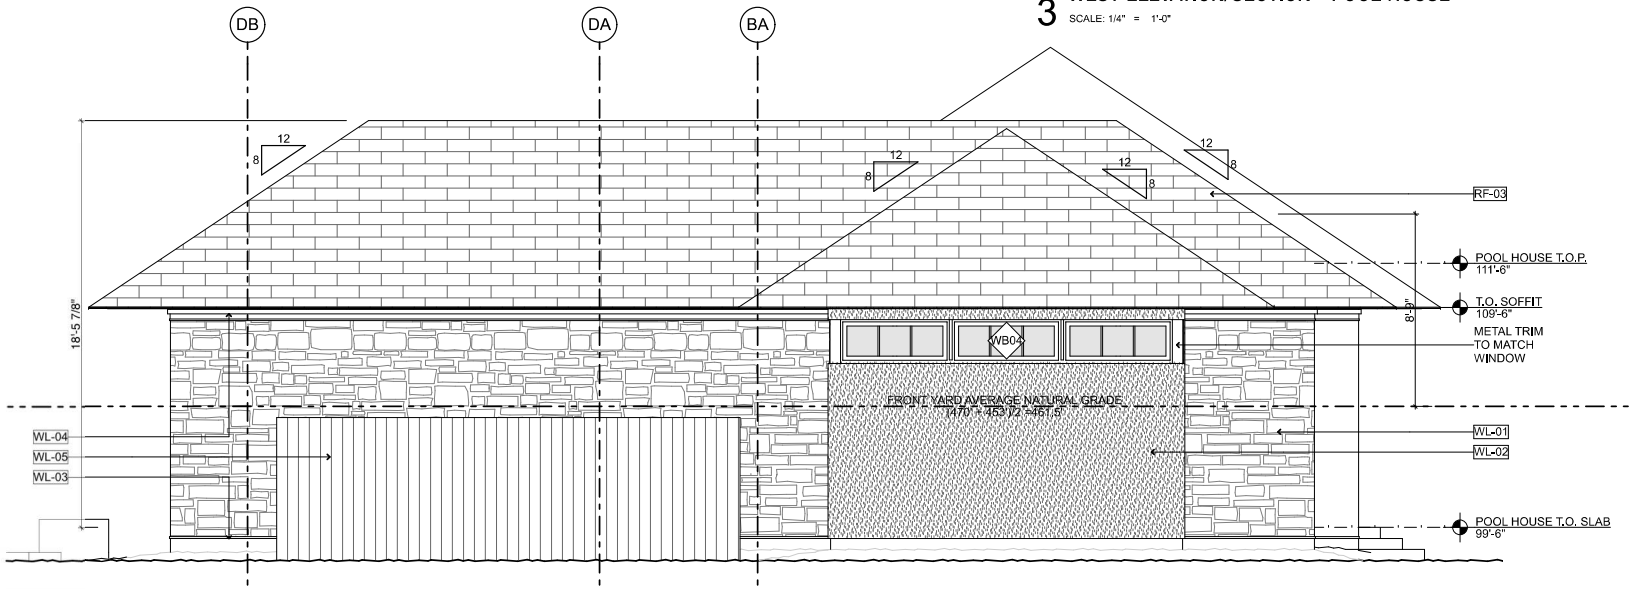 DB
DA
BA
3
SCALE: 1/4" = 1'-0"
12
8
12
8
12
8
12
8
RF-03
POOL HOUSE T.O.P.
111'-6"
T.O. SOFFIT
109'-6"
METAL TRIM
TO MATCH
WINDOW
18'-5 7/8"
8'-9"
WB04
FRONT YARD AVERAGE NATURAL GRADE
(470' + 453')/2 =461.5'
WL-04
WL-05
WL-03
WL-01
WL-02
POOL HOUSE T.O. SLAB
99'-6"